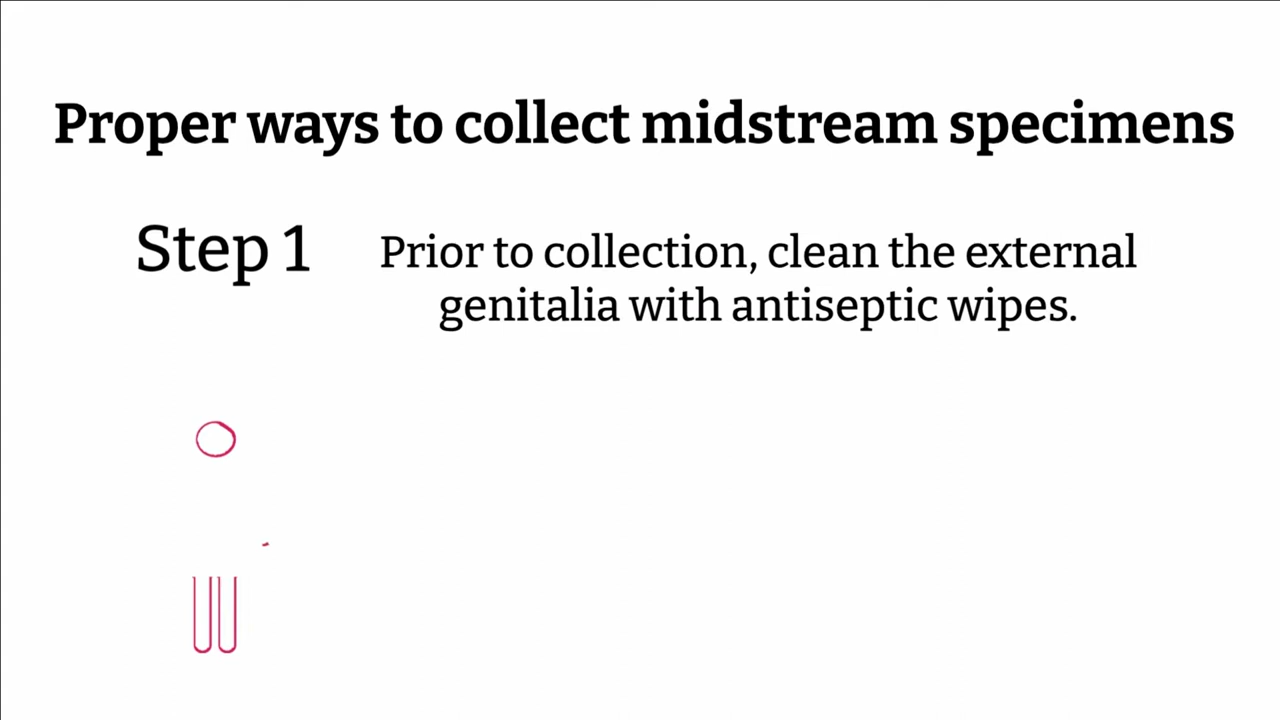 Proper ways to collect midstream specimens
Step 1
Prior to collection, clean the external
genitalia with antiseptic wipes.